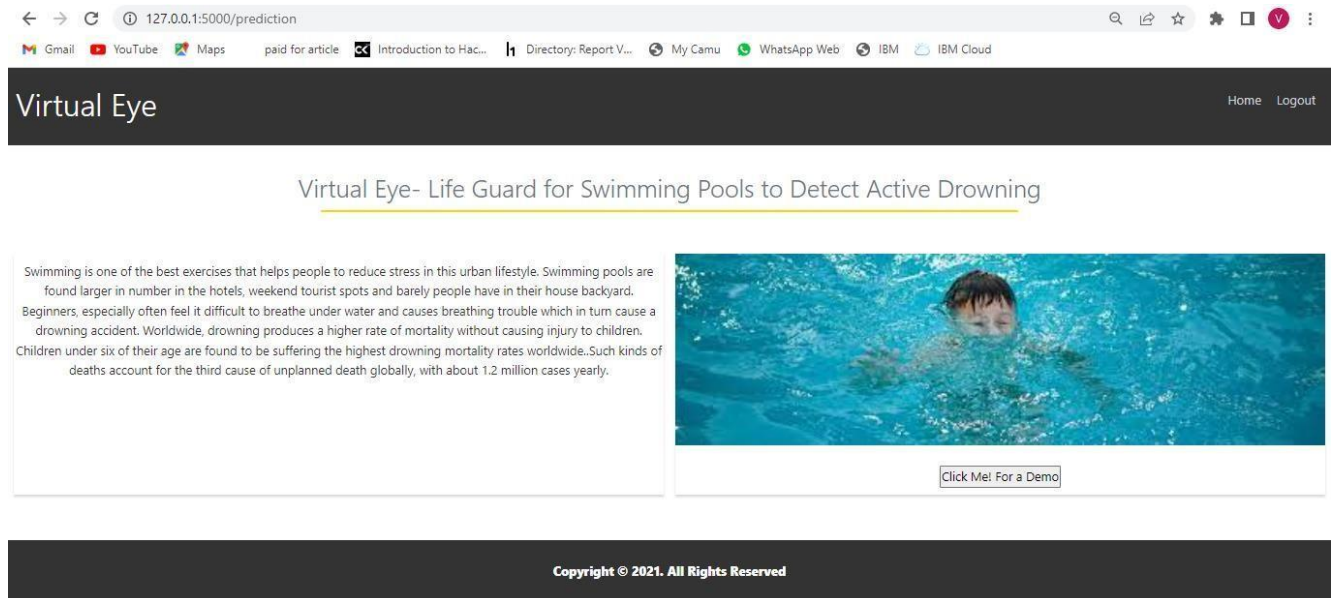 127.0.0.1:5000/prediction
V
Gmail YouTube Maps paid for article CC Introduction to Hac... h1 Directory: Report V... My Camu WhatsApp Web IBM IBM Cloud
Virtual Eye
Home Logout
Virtual Eye- Life Guard for Swimming Pools to Detect Active Drowning
Swimming is one of the best exercises that helps people to reduce stress in this urban lifestyle. Swimming pools are
found larger in number in the hotels, weekend tourist spots and barely people have in their house backyard.
Beginners, especially often feel it difficult to breathe under water and causes breathing trouble which in turn cause a
drowning accident. Worldwide, drowning produces a higher rate of mortality without causing injury to children.
Children under six of their age are found to be suffering the highest drowning mortality rates worldwide..Such kinds of
deaths account for the third cause of unplanned death globally, with about 1.2 million cases yearly.
Click Me! For a Demo
Copyright © 2021. All Rights Reserved